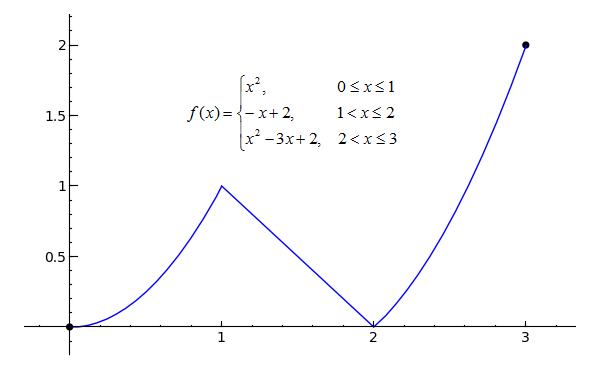 2
x², 0 ≤ x ≤ 1
1.5
f(x) = { −x + 2, 1 < x ≤ 2
x² − 3x + 2, 2 < x ≤ 3
1
0.5
1 2 3